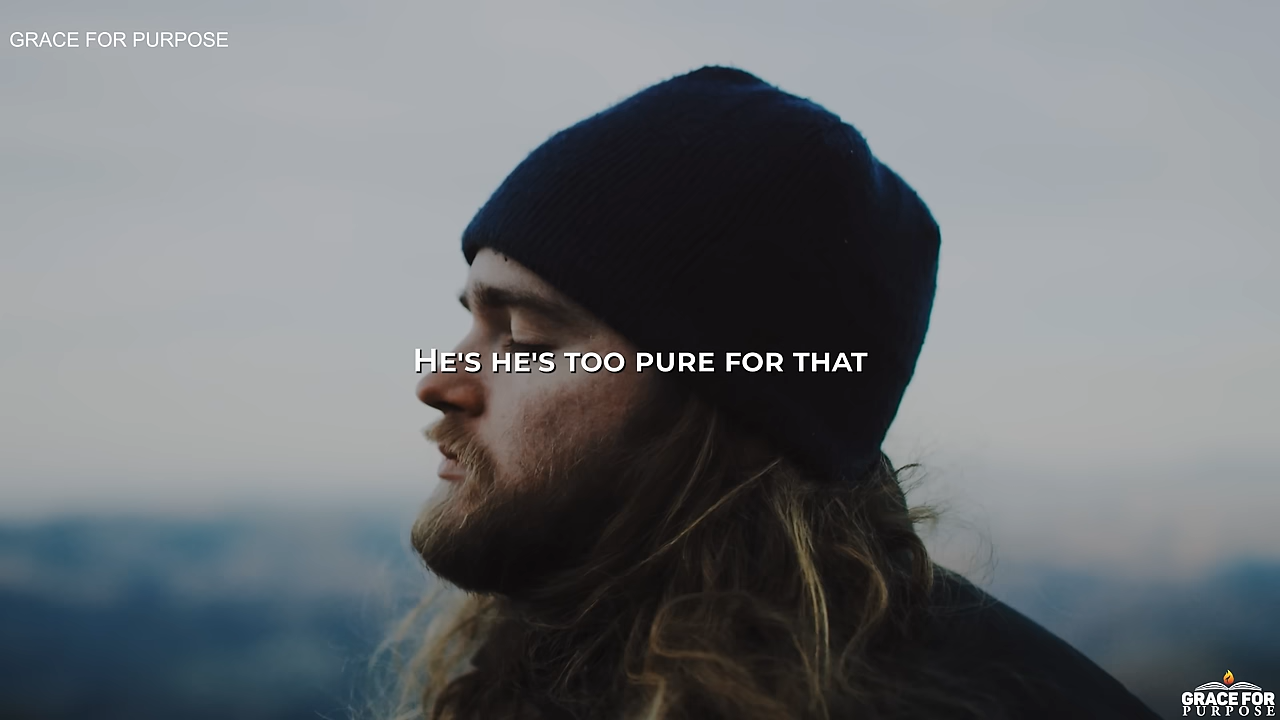 GRACE FOR PURPOSE
HE'S HE'S TOO PURE FOR THAT
GRACE FOR
PURPOSE